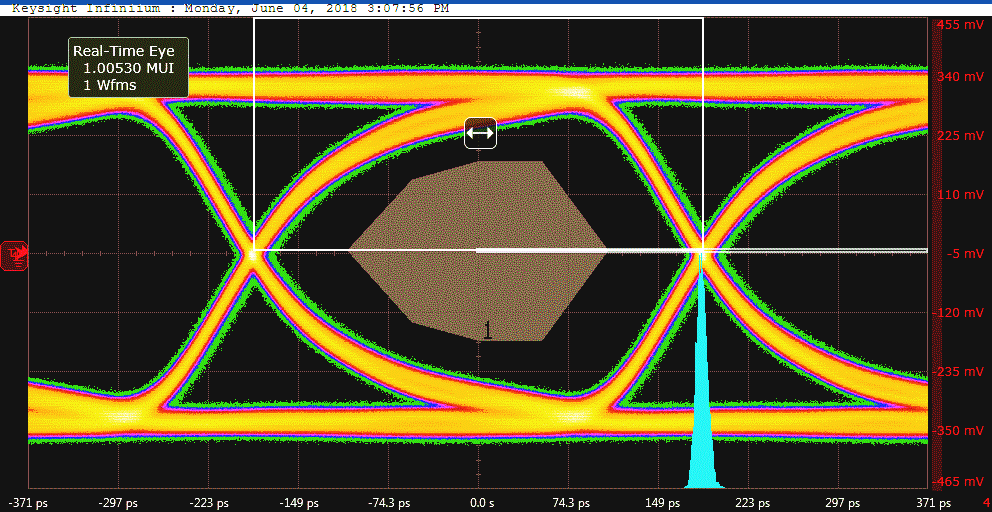 Keysight Infiniium : Monday, June 04, 2018 3:07:56 PM
455 mV
Real-Time Eye
1.00530 MUI
1 Wfms
340 mV
225 mV
110 mV
-5 mV
-120 mV
1
-235 mV
-350 mV
-465 mV
-371 ps -297 ps -223 ps -149 ps -74.3 ps 0.0 s 74.3 ps 149 ps 223 ps 297 ps 371 ps 4